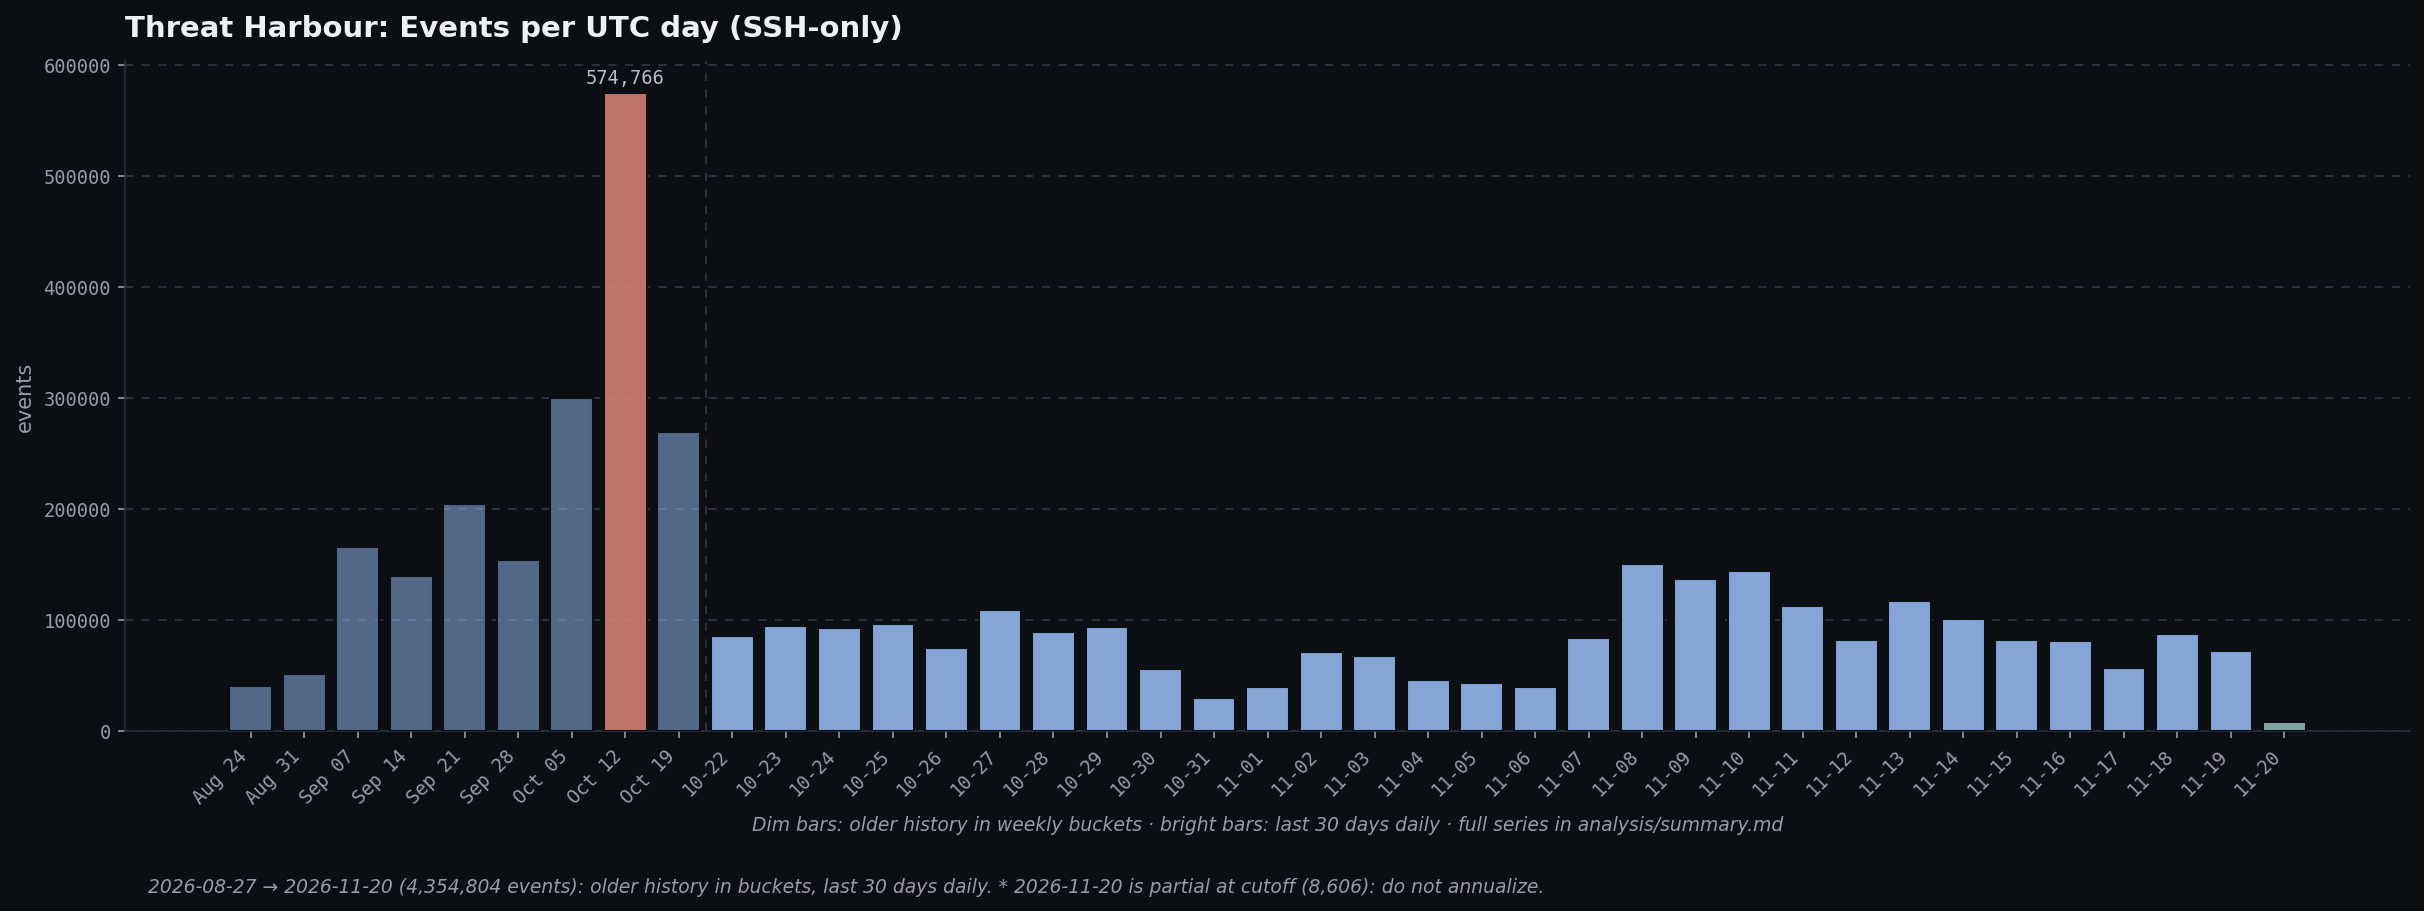 Threat Harbour: Events per UTC day (SSH-only)
600000
500000
400000
300000
200000
100000
0
events
574,766
Aug 24
Aug 31
Sep 07
Sep 14
Sep 21
Sep 28
Oct 05
Oct 12
Oct 19
10-22
10-23
10-24
10-25
10-26
10-27
10-28
10-29
10-30
10-31
11-01
11-02
11-03
11-04
11-05
11-06
11-07
11-08
11-09
11-10
11-11
11-12
11-13
11-14
11-15
11-16
11-17
11-18
11-19
11-20
Dim bars: older history in weekly buckets · bright bars: last 30 days daily · full series in analysis/summary.md
2026-08-27 → 2026-11-20 (4,354,804 events): older history in buckets, last 30 days daily. * 2026-11-20 is partial at cutoff (8,606): do not annualize.